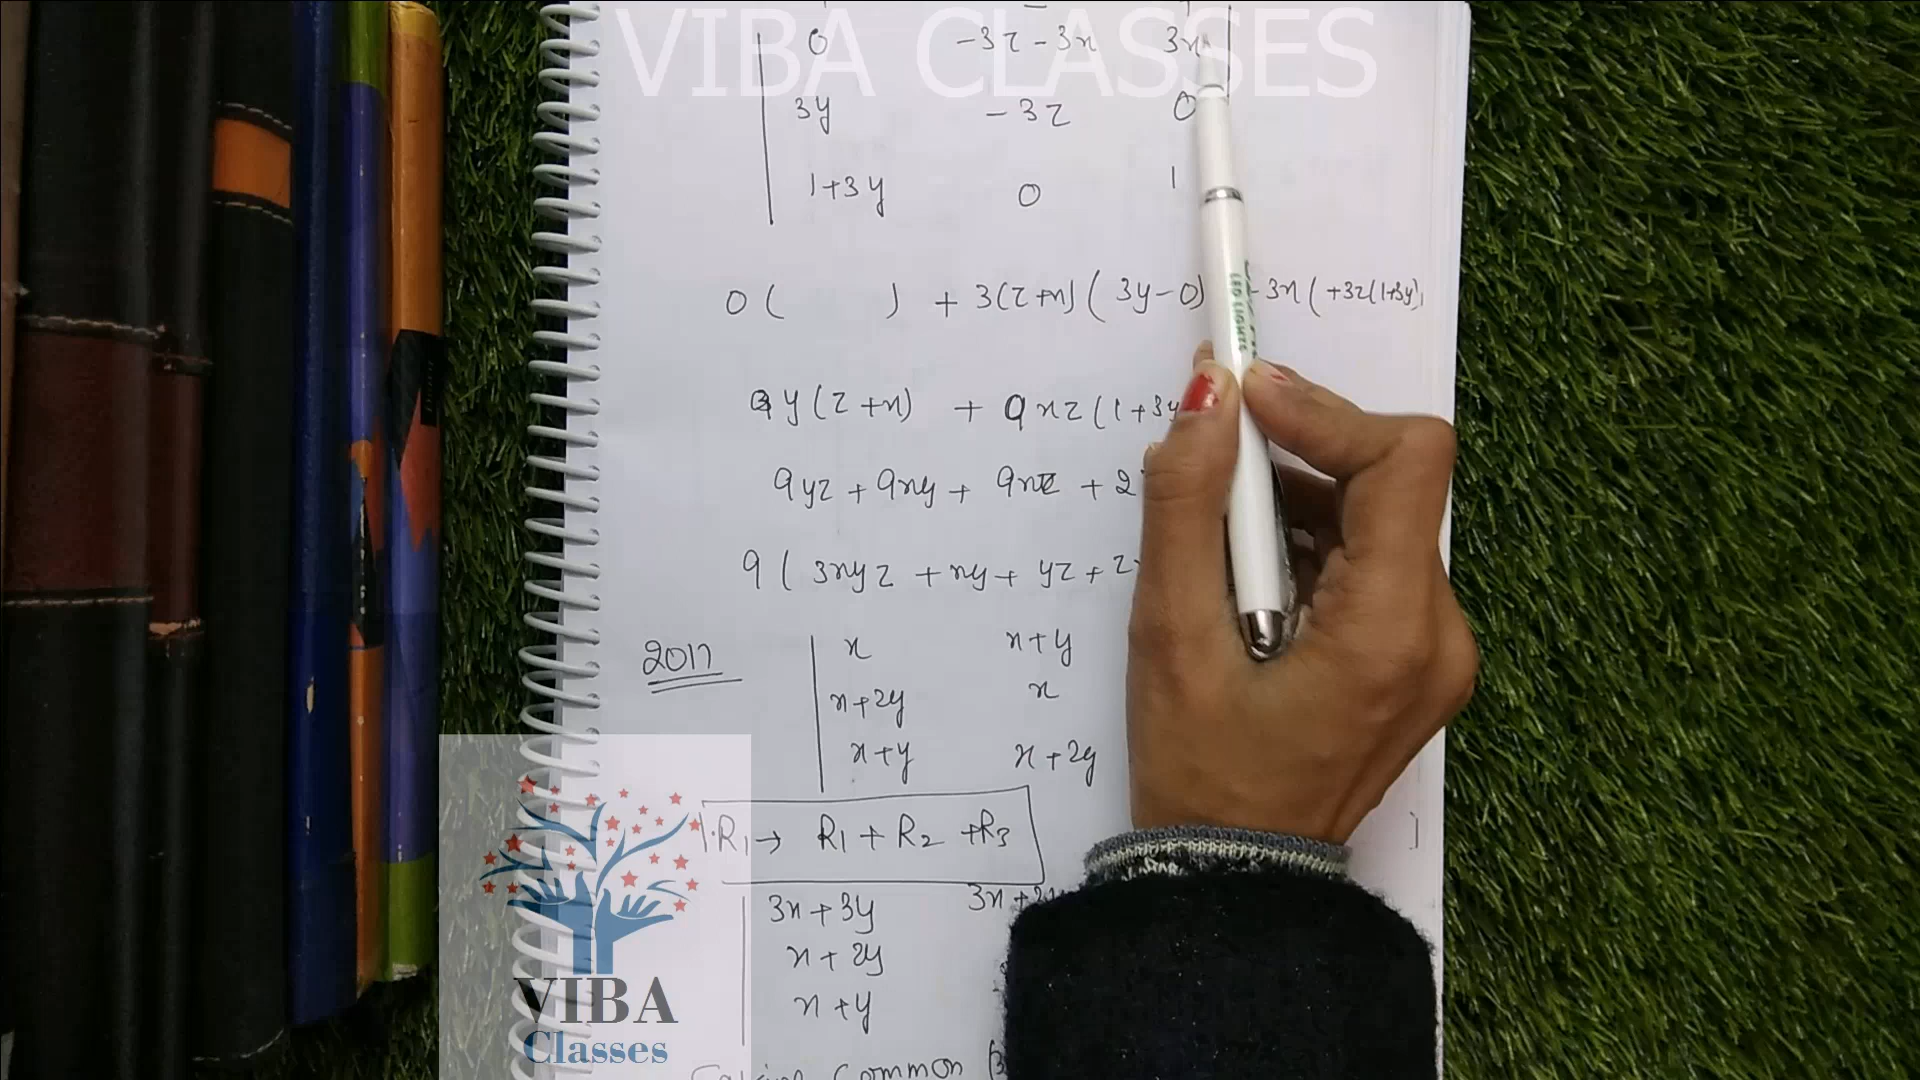 VIBA CLASSES
0 -3z-3x 3x
3y -3z 0
1+3y 0 1
0 ( ) + 3(z+x) ( 3y-0) 3x ( +3z(1+3y)
9y(z+x) + 9xz(1+3y
9yz + 9xy + 9xz + 2
9 ( 3xyz + xy + yz + z
2017
x x+y
x+2y x
x+y x+2y
R1 → R1 + R2 + R3
3x+3y 3x+3y
x+2y
x+y
Common
VIBA
Classes